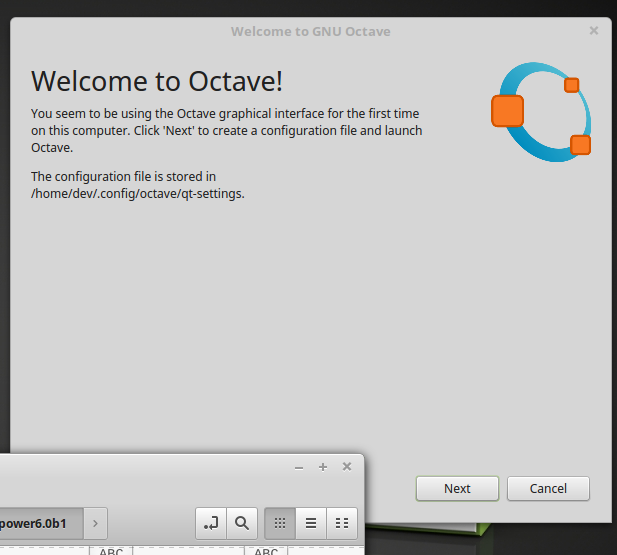 Welcome to GNU Octave
Welcome to Octave!
You seem to be using the Octave graphical interface for the first time
on this computer. Click 'Next' to create a configuration file and launch
Octave.
The configuration file is stored in
/home/dev/.config/octave/qt-settings.
Next
Cancel
power6.0b1
ABC
ABC